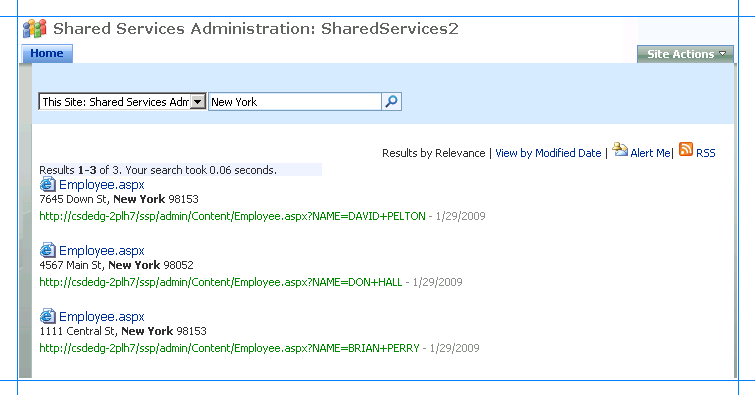 Shared Services Administration: SharedServices2
Home
Site Actions
This Site: Shared Services Adm New York
Results by Relevance | View by Modified Date | Alert Me | RSS
Results 1-3 of 3. Your search took 0.06 seconds.
Employee.aspx
7645 Down St, New York 98153
http://csdedg-2plh7/ssp/admin/Content/Employee.aspx?NAME=DAVID+PELTON - 1/29/2009
Employee.aspx
4567 Main St, New York 98052
http://csdedg-2plh7/ssp/admin/Content/Employee.aspx?NAME=DON+HALL - 1/29/2009
Employee.aspx
1111 Central St, New York 98153
http://csdedg-2plh7/ssp/admin/Content/Employee.aspx?NAME=BRIAN+PERRY - 1/29/2009